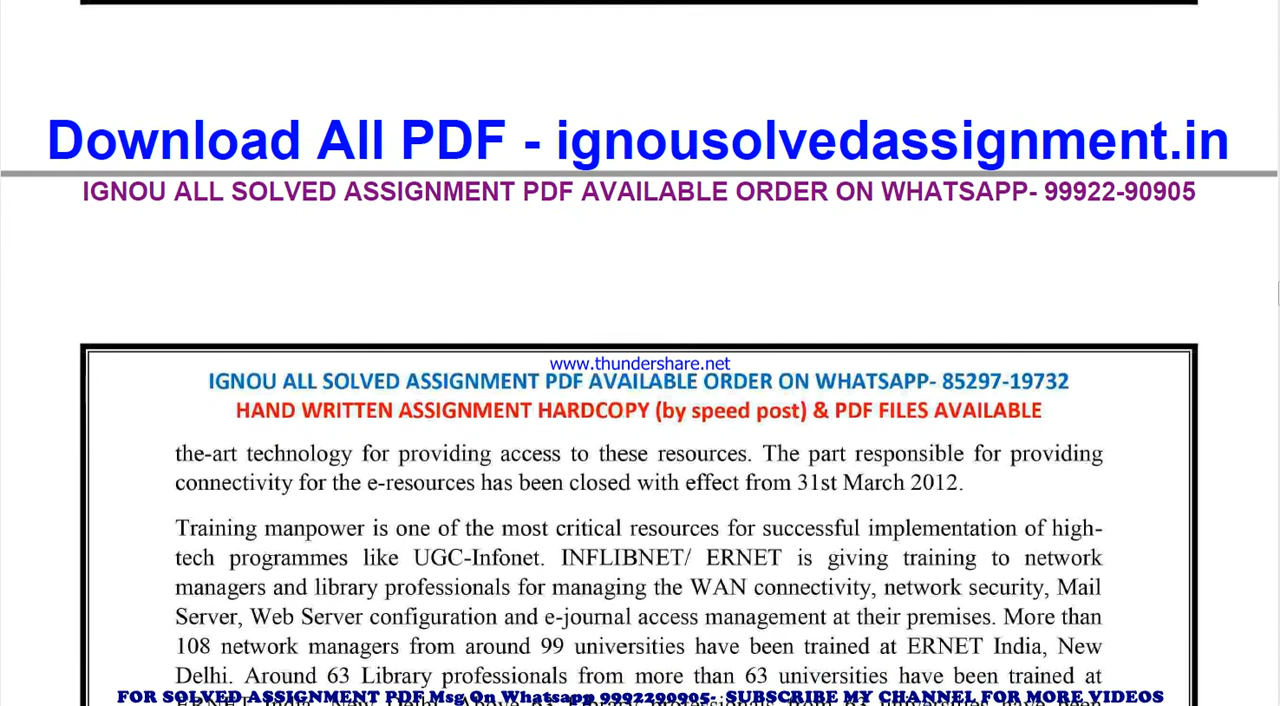 Download All PDF - ignousolvedassignment.in
IGNOU ALL SOLVED ASSIGNMENT PDF AVAILABLE ORDER ON WHATSAPP- 99922-90905
www.thundershare.net
IGNOU ALL SOLVED ASSIGNMENT PDF AVAILABLE ORDER ON WHATSAPP- 85297-19732
HAND WRITTEN ASSIGNMENT HARDCOPY (by speed post) & PDF FILES AVAILABLE
the-art technology for providing access to these resources. The part responsible for providing
connectivity for the e-resources has been closed with effect from 31st March 2012.
Training manpower is one of the most critical resources for successful implementation of high-
tech programmes like UGC-Infonet. INFLIBNET/ ERNET is giving training to network
managers and library professionals for managing the WAN connectivity, network security, Mail
Server, Web Server configuration and e-journal access management at their premises. More than
108 network managers from around 99 universities have been trained at ERNET India, New
Delhi. Around 63 Library professionals from more than 63 universities have been trained at
FOR SOLVED ASSIGNMENT PDF Msg On Whatsapp 9992290905- SUBSCRIBE MY CHANNEL FOR MORE VIDEOS